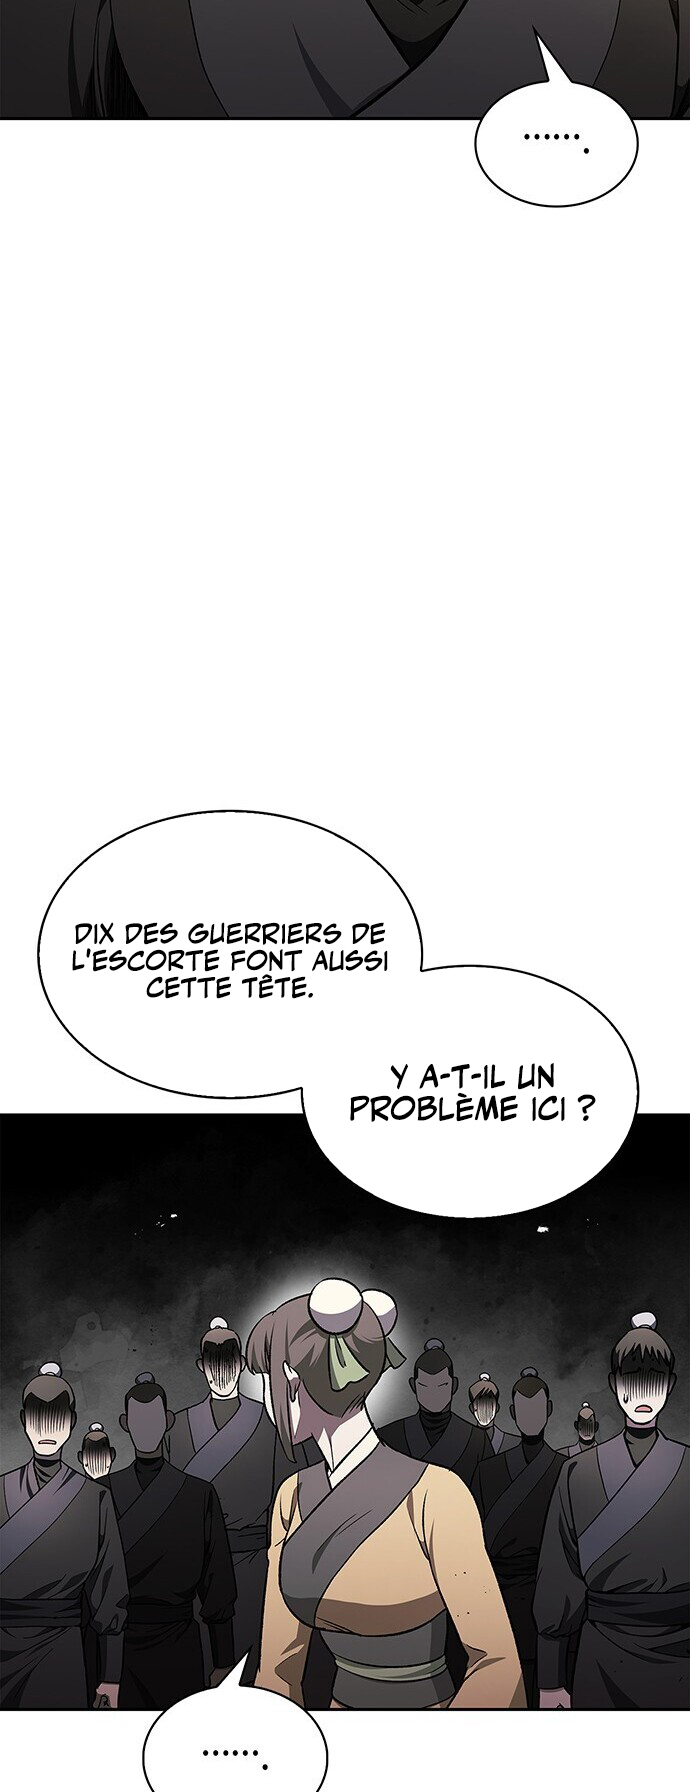 .......
DIX DES GUERRIERS DE
L'ESCORTE FONT AUSSI
CETTE TÊTE.
Y A-T-IL UN
PROBLÈME ICI ?
.......